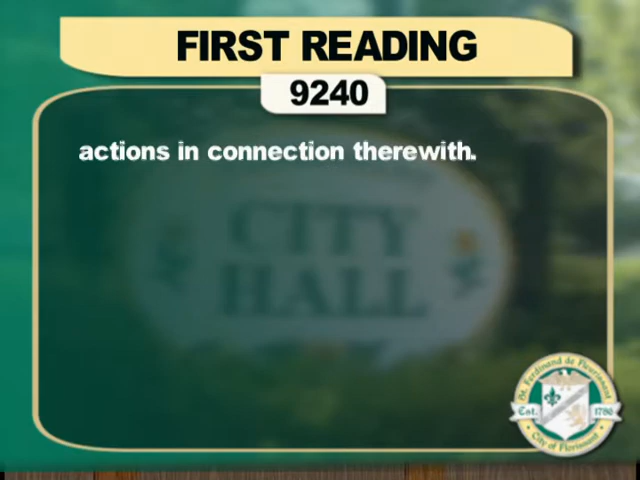 FIRST READING
9240
actions in connection therewith.
CITY
HALL
St. Ferdinand de Florissant
Est. 1786
City of Florissant